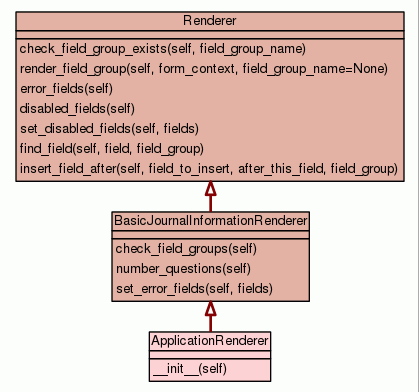 Renderer
check_field_group_exists(self, field_group_name)
render_field_group(self, form_context, field_group_name=None)
error_fields(self)
disabled_fields(self)
set_disabled_fields(self, fields)
find_field(self, field, field_group)
insert_field_after(self, field_to_insert, after_this_field, field_group)
BasicJournalInformationRenderer
check_field_groups(self)
number_questions(self)
set_error_fields(self, fields)
ApplicationRenderer
__init__(self)